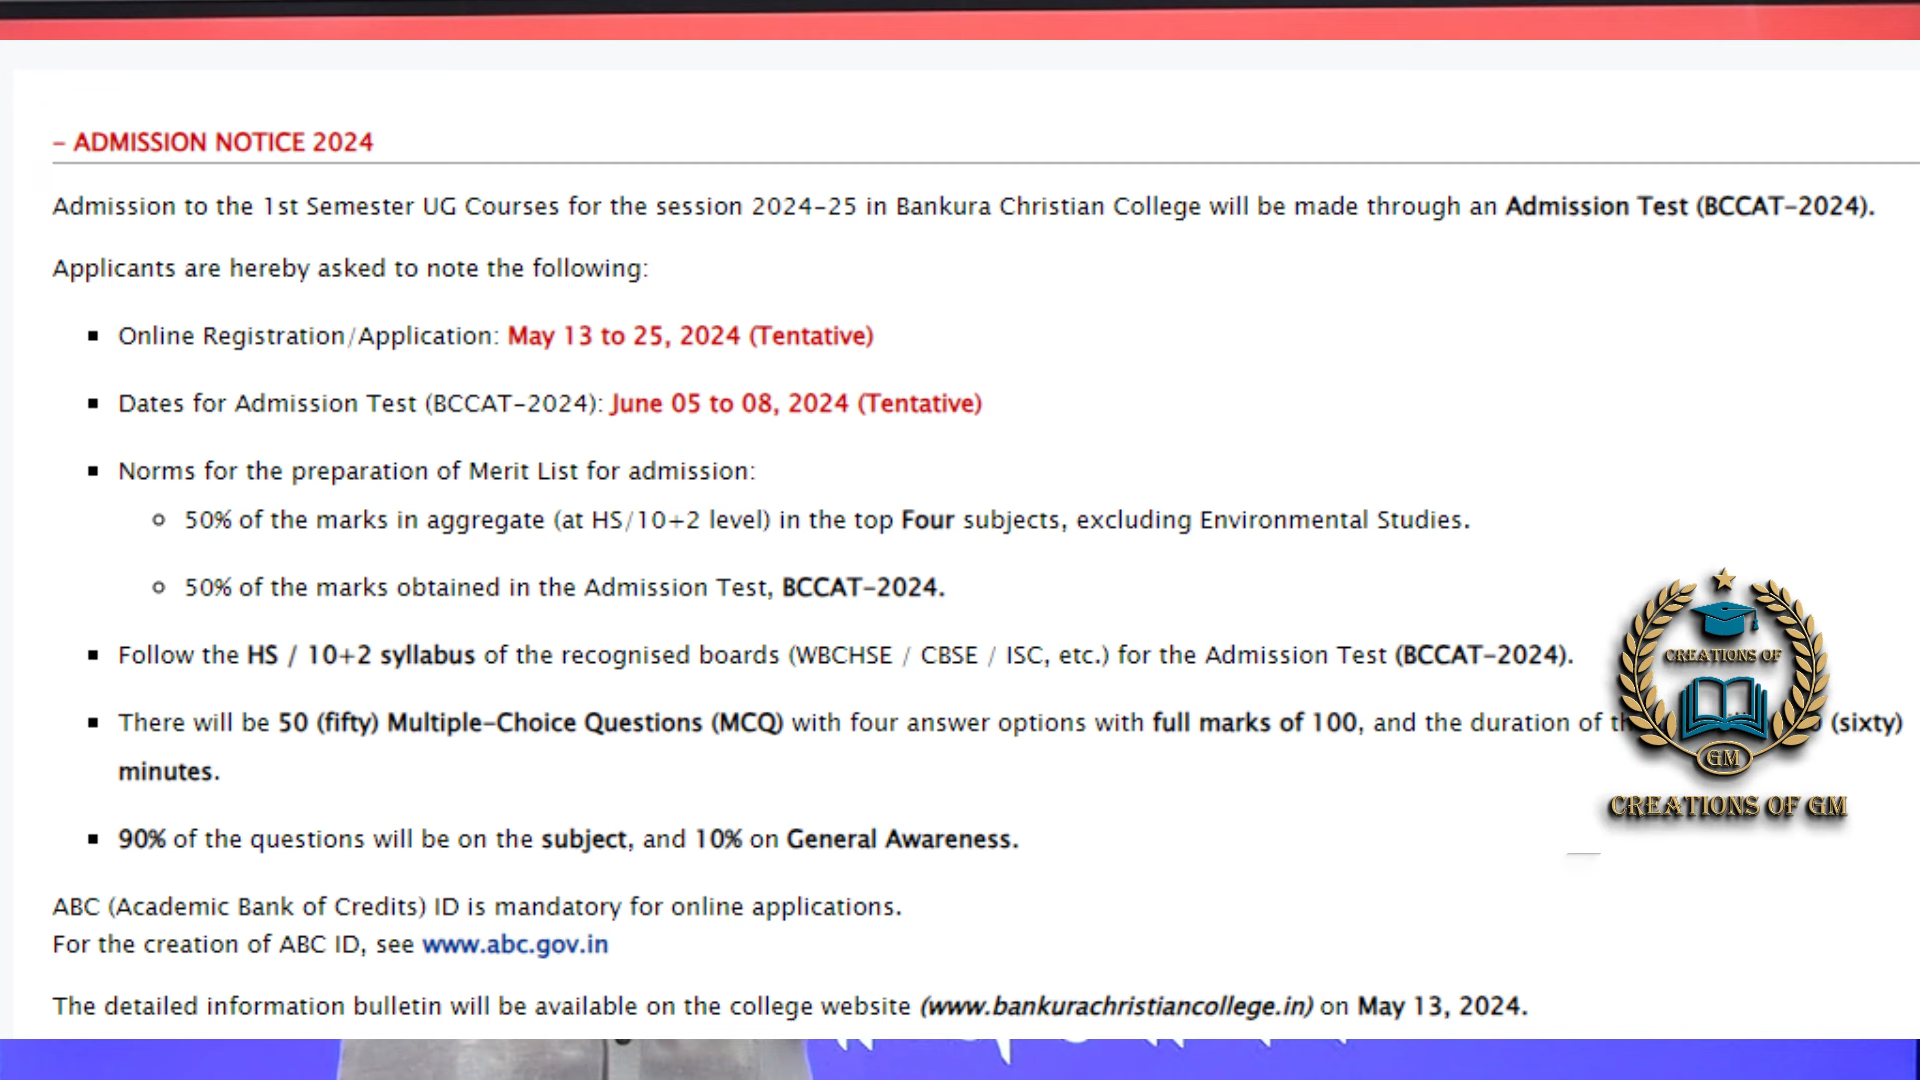 – ADMISSION NOTICE 2024
Admission to the 1st Semester UG Courses for the session 2024–25 in Bankura Christian College will be made through an Admission Test (BCCAT–2024).
Applicants are hereby asked to note the following:
▪ Online Registration/Application: May 13 to 25, 2024 (Tentative)
▪ Dates for Admission Test (BCCAT–2024): June 05 to 08, 2024 (Tentative)
▪ Norms for the preparation of Merit List for admission:
○ 50% of the marks in aggregate (at HS/10+2 level) in the top Four subjects, excluding Environmental Studies.
○ 50% of the marks obtained in the Admission Test, BCCAT–2024.
▪ Follow the HS / 10+2 syllabus of the recognised boards (WBCHSE / CBSE / ISC, etc.) for the Admission Test (BCCAT–2024).
▪ There will be 50 (fifty) Multiple–Choice Questions (MCQ) with four answer options with full marks of 100, and the duration of (sixty)
minutes.
▪ 90% of the questions will be on the subject, and 10% on General Awareness.
ABC (Academic Bank of Credits) ID is mandatory for online applications.
For the creation of ABC ID, see www.abc.gov.in
The detailed information bulletin will be available on the college website (www.bankurachristiancollege.in) on May 13, 2024.
CREATIONS OF
GM
CREATIONS OF GM